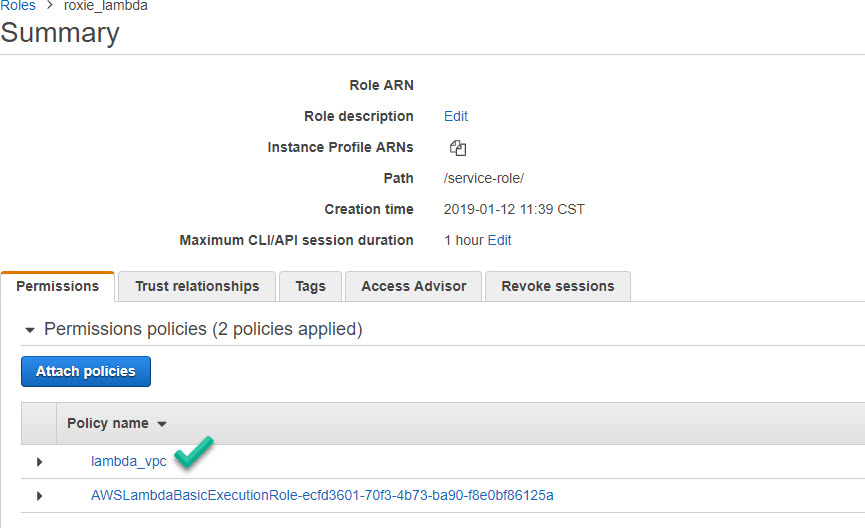 Roles > roxie_lambda
Summary
Role ARN
Role description Edit
Instance Profile ARNs
Path /service-role/
Creation time 2019-01-12 11:39 CST
Maximum CLI/API session duration 1 hour Edit
Permissions Trust relationships Tags Access Advisor Revoke sessions
Permissions policies (2 policies applied)
Attach policies
Policy name
lambda_vpc
AWSLambdaBasicExecutionRole-ecfd3601-70f3-4b73-ba90-f8e0bf86125a